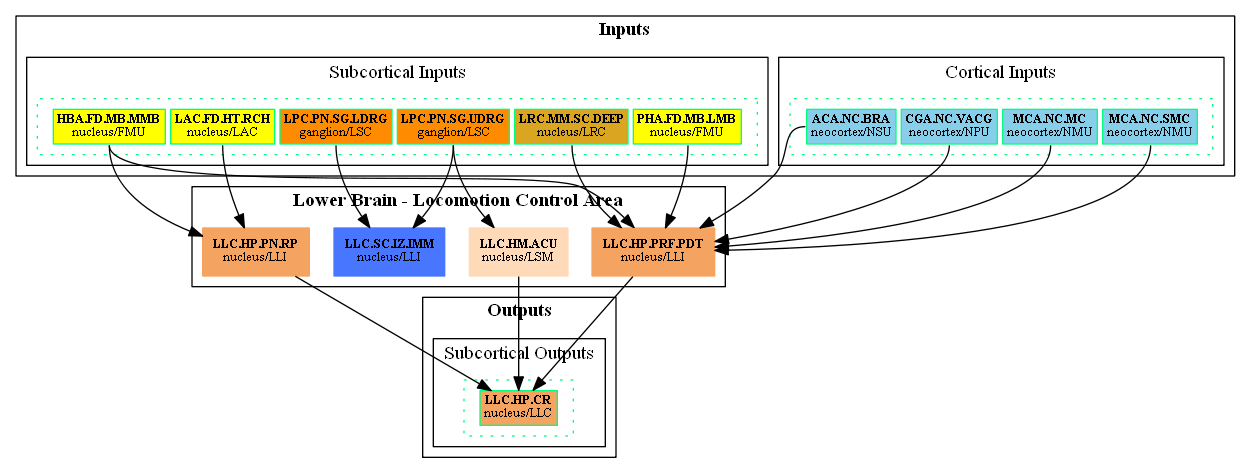 Inputs
Subcortical Inputs
Cortical Inputs
HBA.FD.MB.MMB
nucleus/FMU
LAC.FD.HT.RCH
nucleus/LAC
LPC.PN.SG.LDRG
ganglion/LSC
LPC.PN.SG.UDRG
ganglion/LSC
LRC.MM.SC.DEEP
nucleus/LRC
PHA.FD.MB.LMB
nucleus/FMU
ACA.NC.BRA
neocortex/NSU
CGA.NC.VACG
neocortex/NPU
MCA.NC.MC
neocortex/NMU
MCA.NC.SMC
neocortex/NMU
Lower Brain - Locomotion Control Area
LLC.HP.PN.RP
nucleus/LLI
LLC.SC.IZ.IMM
nucleus/LLI
LLC.HM.ACU
nucleus/LSM
LLC.HP.PRF.PDT
nucleus/LLI
Outputs
Subcortical Outputs
LLC.HP.CR
nucleus/LLC